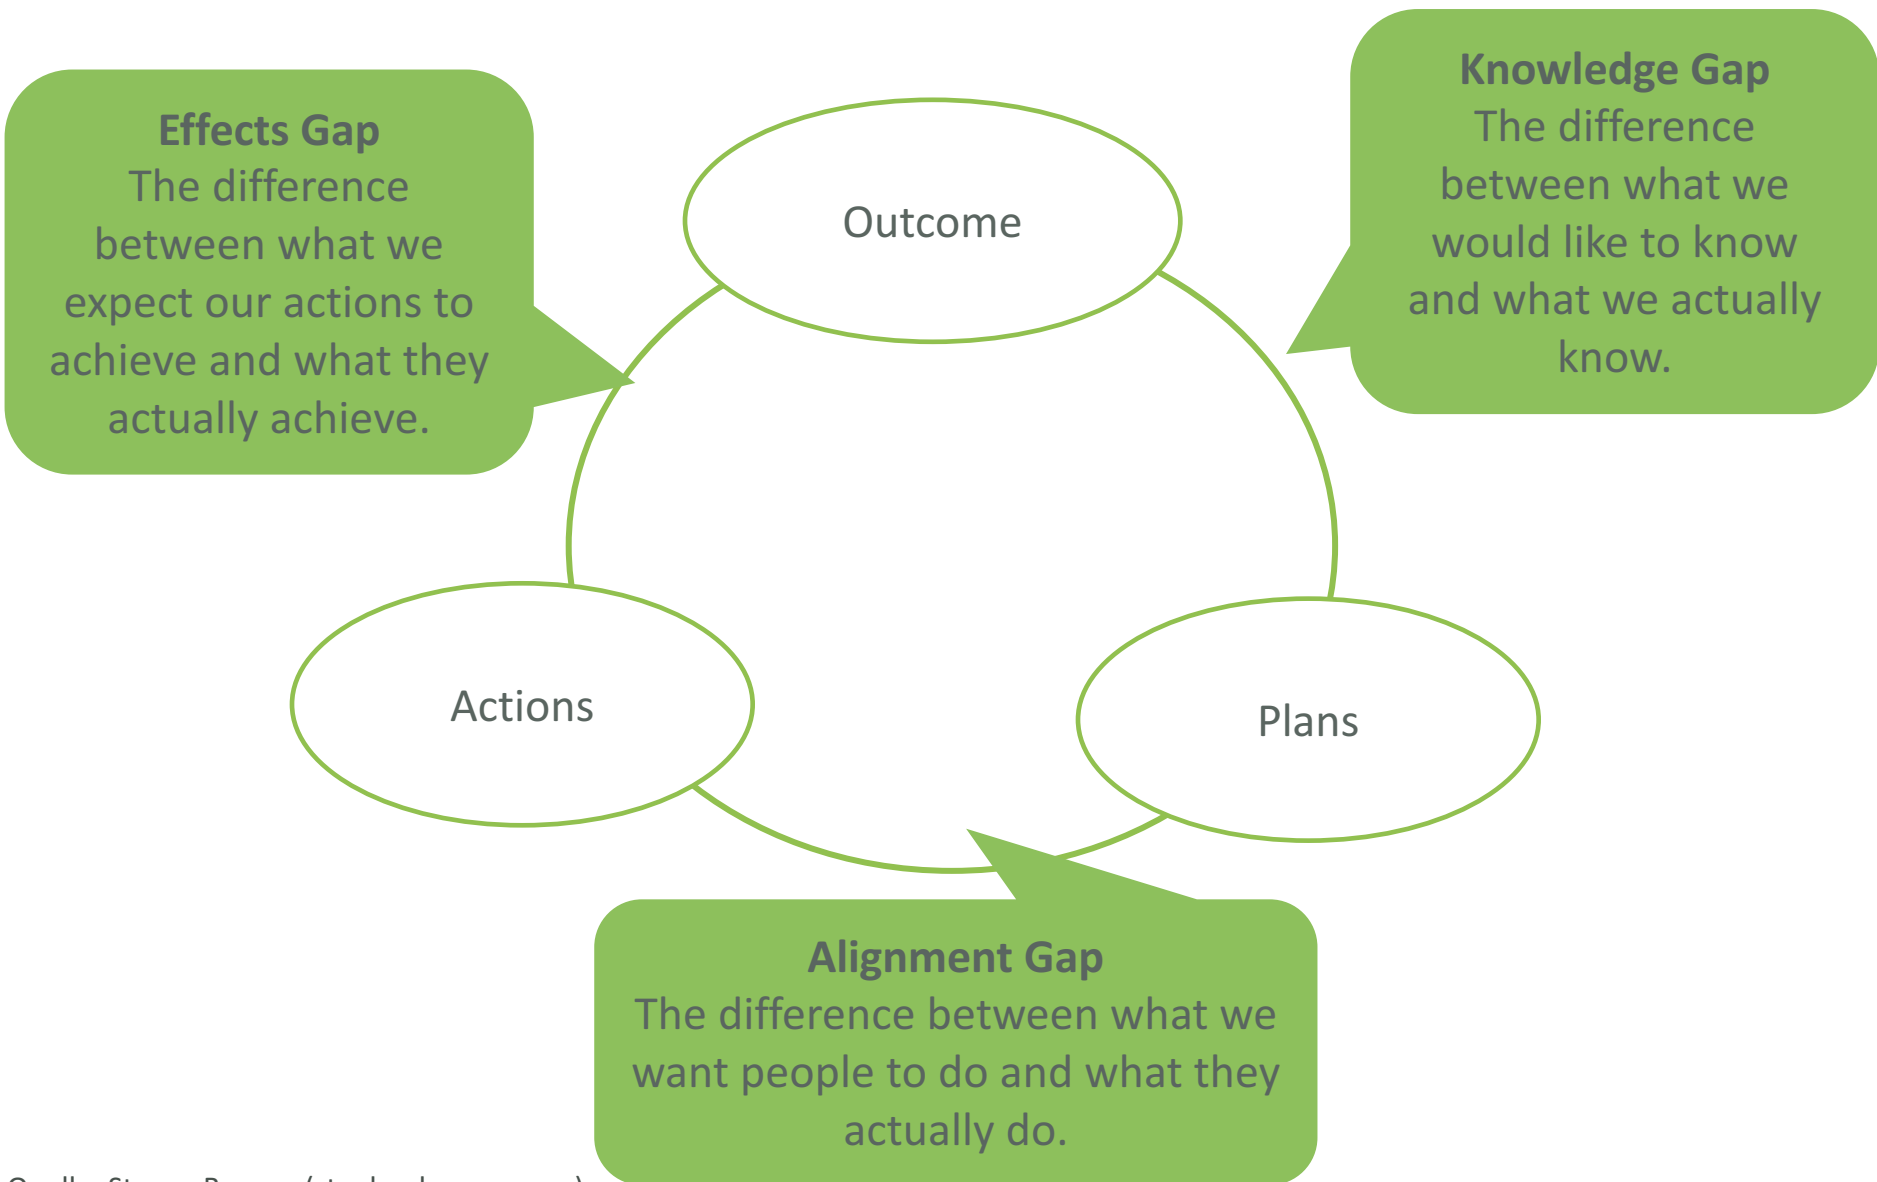 Knowledge Gap
The difference
between what we
would like to know
and what we actually
know.
Effects Gap
The difference
between what we
expect our actions to
achieve and what they
actually achieve.
Outcome
Actions
Plans
Alignment Gap
The difference between what we
want people to do and what they
actually do.